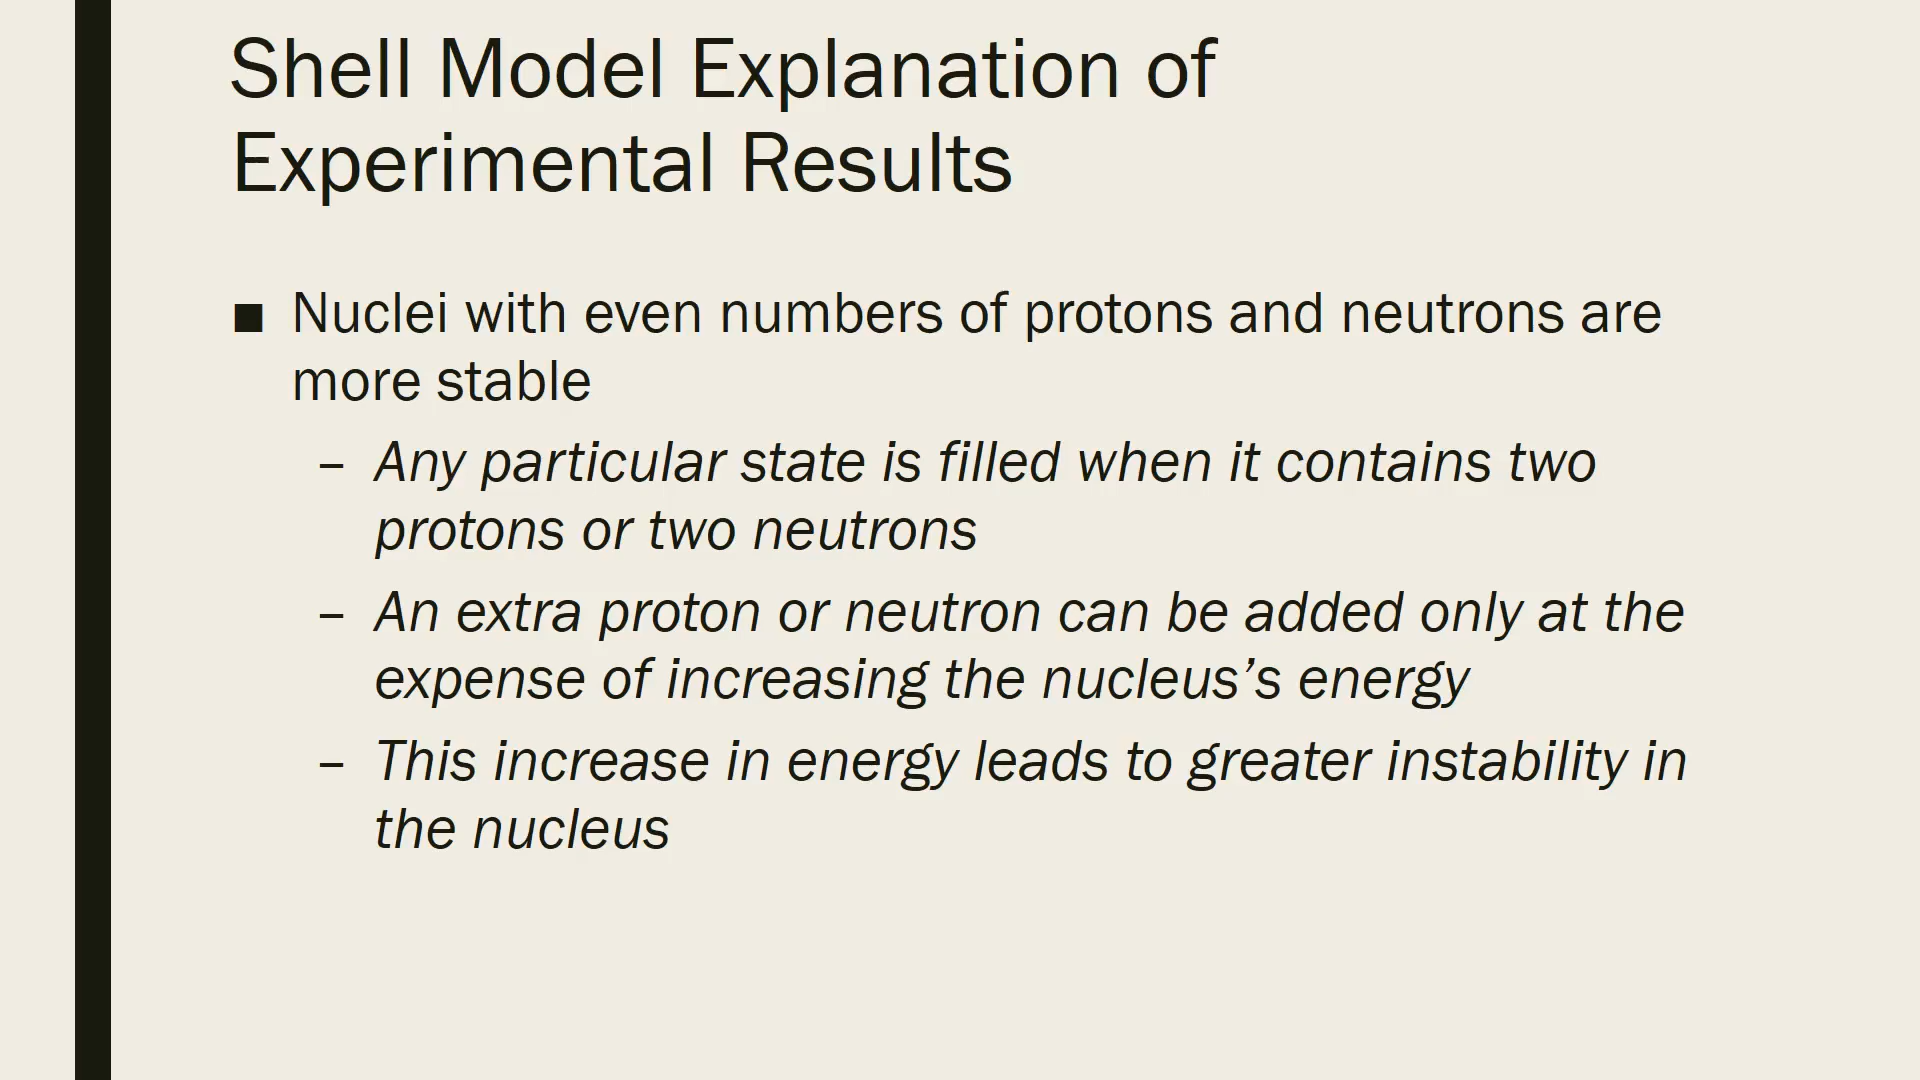 Shell Model Explanation of
Experimental Results
■ Nuclei with even numbers of protons and neutrons are
more stable
– Any particular state is filled when it contains two
protons or two neutrons
– An extra proton or neutron can be added only at the
expense of increasing the nucleus’s energy
– This increase in energy leads to greater instability in
the nucleus